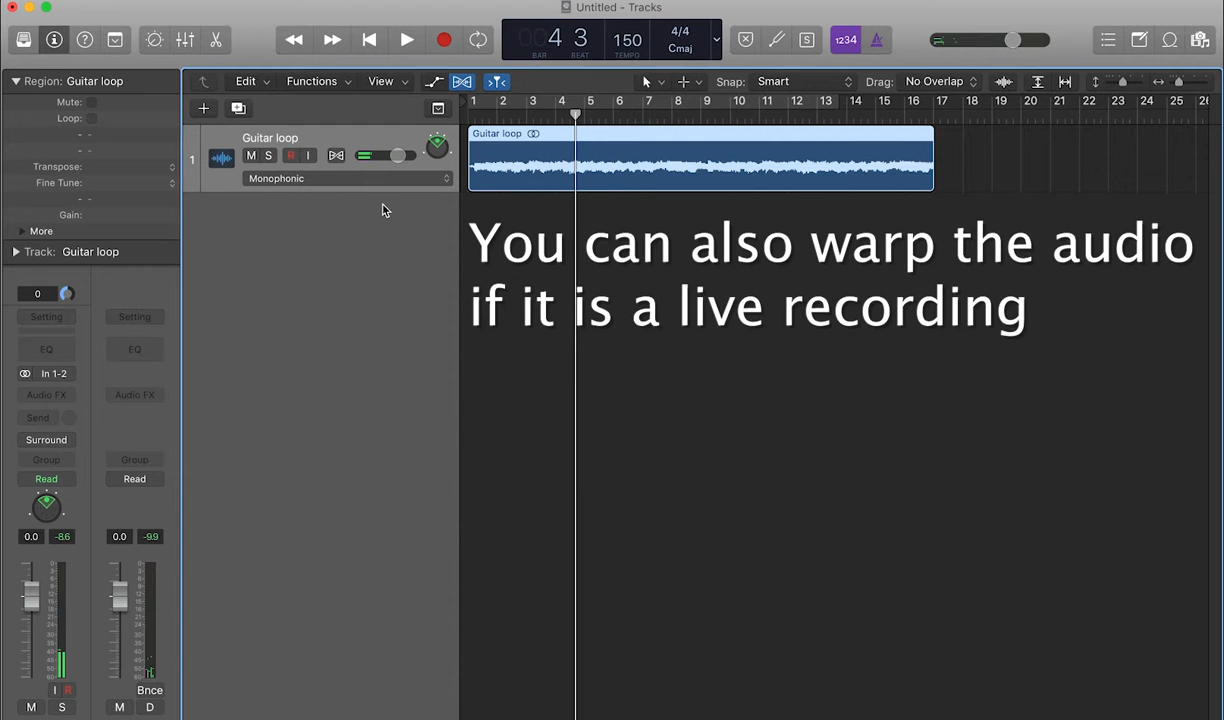 Untitled - Tracks
4 3
BAR BEAT
150
TEMPO
4/4
Cmaj
1234
Region: Guitar loop
Mute:
Loop:
Transpose:
Fine Tune:
Gain:
More
Track: Guitar loop
Edit Functions View
Snap: Smart
Drag: No Overlap
1 2 3 4 5 6 7 8 9 10 11 12 13 14 15 16 17 18 19 20 21 22 23 24 25 26
1
Guitar loop
M S R I
Monophonic
Guitar loop
You can also warp the audio
if it is a live recording
0
Setting Setting
EQ EQ
In 1-2
Audio FX Audio FX
Send
Surround
Group Group
Read Read
0.0 -8.6 0.0 -9.9
I R
Bnce
M S M D